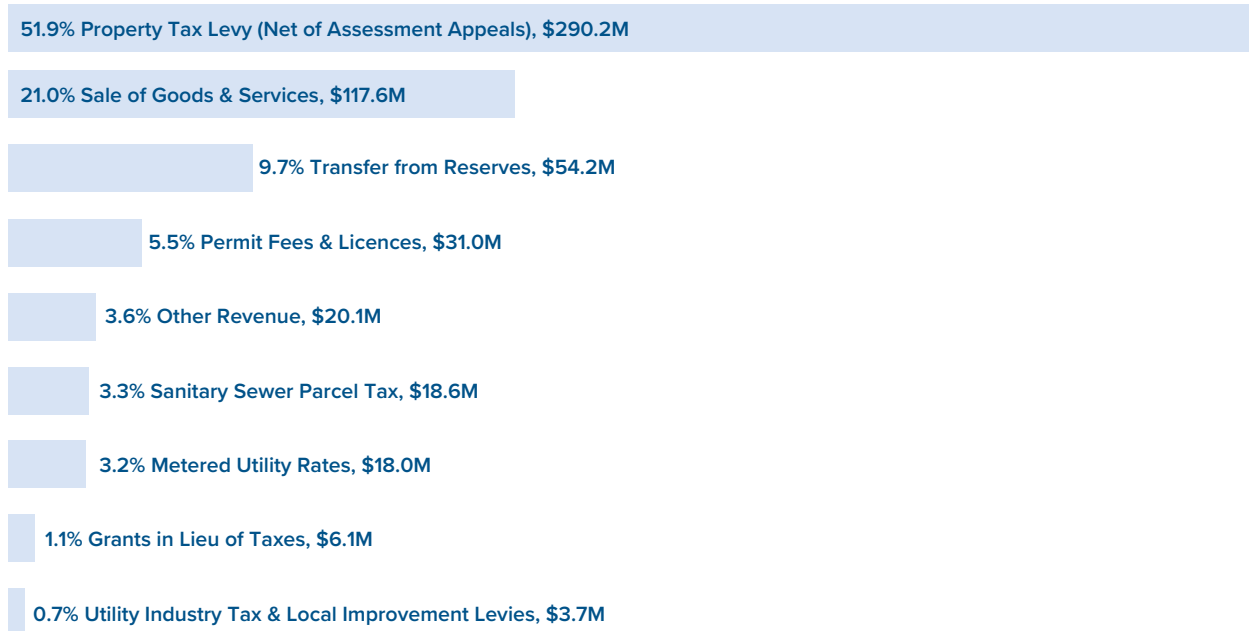 51.9% Property Tax Levy (Net of Assessment Appeals), $290.2M
21.0% Sale of Goods & Services, $117.6M
9.7% Transfer from Reserves, $54.2M
5.5% Permit Fees & Licences, $31.0M
3.6% Other Revenue, $20.1M
3.3% Sanitary Sewer Parcel Tax, $18.6M
3.2% Metered Utility Rates, $18.0M
1.1% Grants in Lieu of Taxes, $6.1M
0.7% Utility Industry Tax & Local Improvement Levies, $3.7M